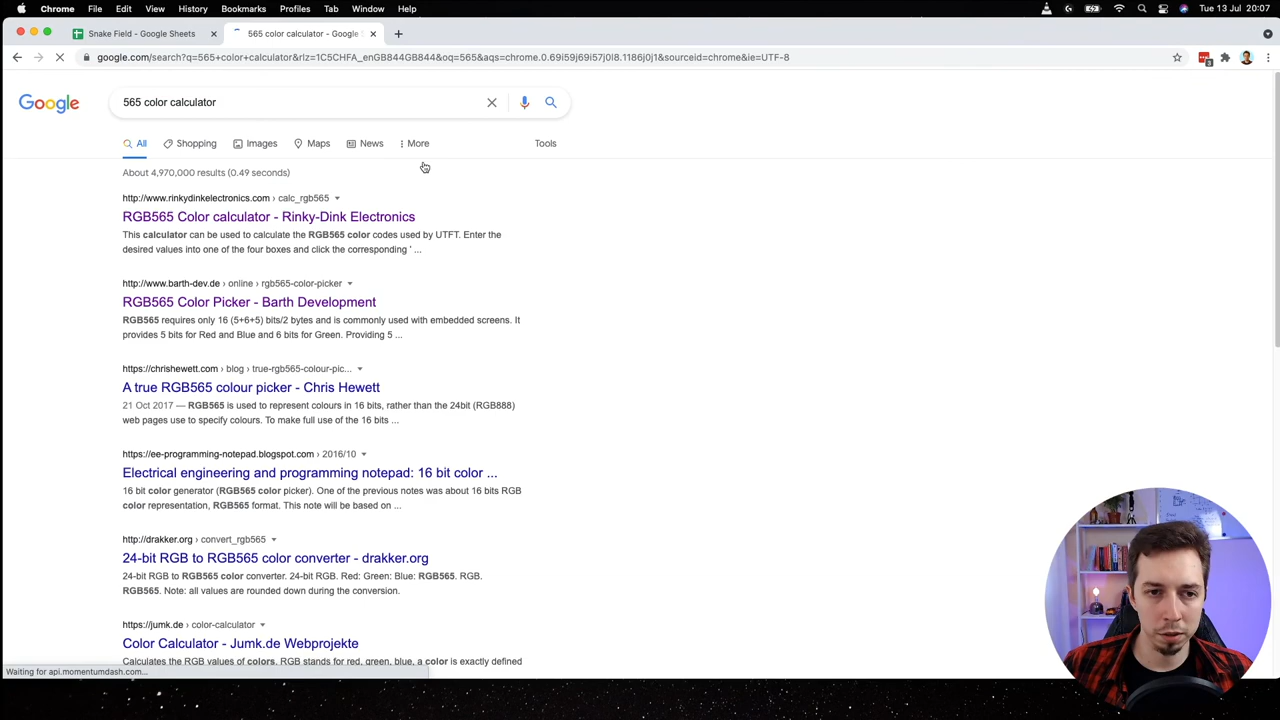 Chrome File Edit View History Bookmarks Profiles Tab Window Help Tue 13 Jul 20:07
Snake Field - Google Sheets 565 color calculator - Google
google.com/search?q=565+color+calculator&rlz=1C5CHFA_enGB844GB844&oq=565&aqs=chrome.0.69i59j69i57j0l8.1186j0j1&sourceid=chrome&ie=UTF-8
3
Google 565 color calculator
All Shopping Images Maps News More Tools
About 4,970,000 results (0.49 seconds)
http://www.rinkydinkelectronics.com › calc_rgb565
RGB565 Color calculator - Rinky-Dink Electronics
This calculator can be used to calculate the RGB565 color codes used by UTFT. Enter the
desired values into one of the four boxes and click the corresponding ' ...
http://www.barth-dev.de › online › rgb565-color-picker
RGB565 Color Picker - Barth Development
RGB565 requires only 16 (5+6+5) bits/2 bytes and is commonly used with embedded screens. It
provides 5 bits for Red and Blue and 6 bits for Green. Providing 5 ...
https://chrishewett.com › blog › true-rgb565-colour-pic...
A true RGB565 colour picker - Chris Hewett
21 Oct 2017 — RGB565 is used to represent colours in 16 bits, rather than the 24bit (RGB888)
web pages use to specify colours. To make full use of the 16 bits ...
https://ee-programming-notepad.blogspot.com › 2016/10
Electrical engineering and programming notepad: 16 bit color ...
16 bit color generator (RGB565 color picker). One of the previous notes was about 16 bits RGB
color representation, RGB565 format. This note will be based on ...
http://drakker.org › convert_rgb565
24-bit RGB to RGB565 color converter - drakker.org
24-bit RGB to RGB565 color converter. 24-bit RGB. Red: Green: Blue: RGB565. RGB.
RGB565. Note: all values are rounded down during the conversion.
https://jumk.de › color-calculator
Color Calculator - Jumk.de Webprojekte
Calculates the RGB values of colors. RGB stands for red, green, blue, a color is exactly defined
Waiting for api.momentumdash.com...